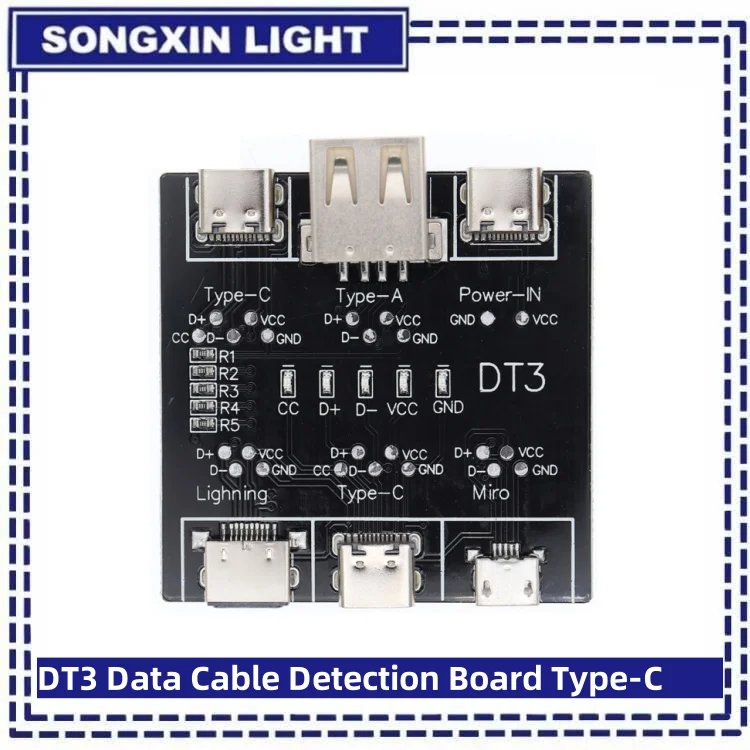 SONGXIN LIGHT
Type-C Type-A Power-IN
D+ VCC D+ VCC GND VCC
CC D- GND D- GND
R1
R2
R3
R4
R5
DT3
CC D+ D- VCC GND
D+ VCC D+ VCC D+ VCC
D- GND CC D- GND D- GND
Lighning Type-C Miro
DT3 Data Cable Detection Board Type-C